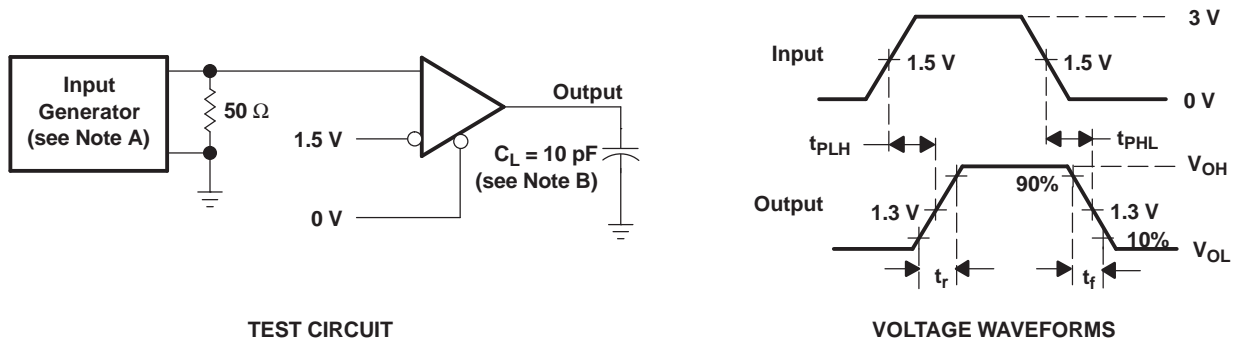 Input
Generator
(see Note A)
50 Ω
1.5 V
0 V
Output
C_L = 10 pF
(see Note B)
TEST CIRCUIT
3 V
Input
1.5 V
1.5 V
0 V
t_PLH
t_PHL
V_OH
90%
Output
1.3 V
1.3 V
10%
V_OL
t_r
t_f
VOLTAGE WAVEFORMS